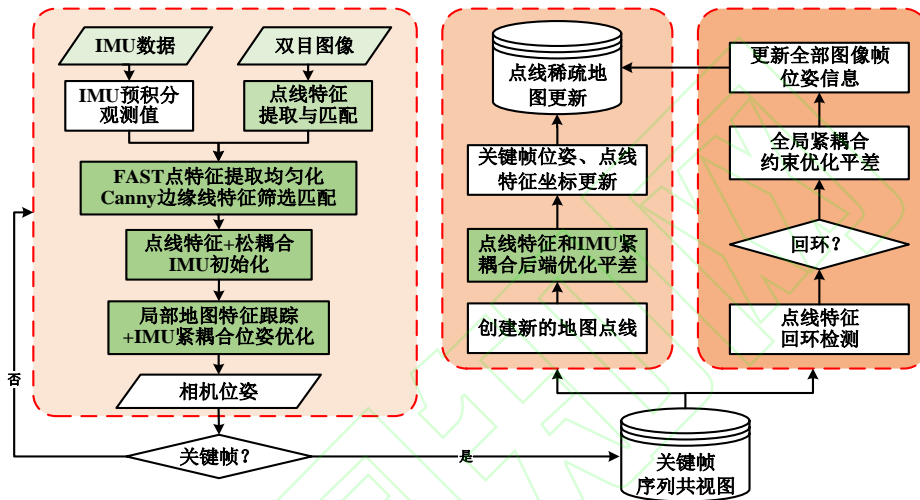 IMU数据
双目图像
IMU预积分
观测值
点线特征
提取与匹配
FAST点特征提取均匀化
Canny边缘线特征筛选匹配
点线特征+松耦合
IMU初始化
局部地图特征跟踪
+IMU紧耦合位姿优化
相机位姿
关键帧?
否
是
点线稀疏地
图更新
关键帧位姿、点线
特征坐标更新
点线特征和IMU紧
耦合后端优化平差
创建新的地图点线
更新全部图像帧
位姿信息
全局紧耦合
约束优化平差
回环?
点线特征
回环检测
关键帧
序列共视图